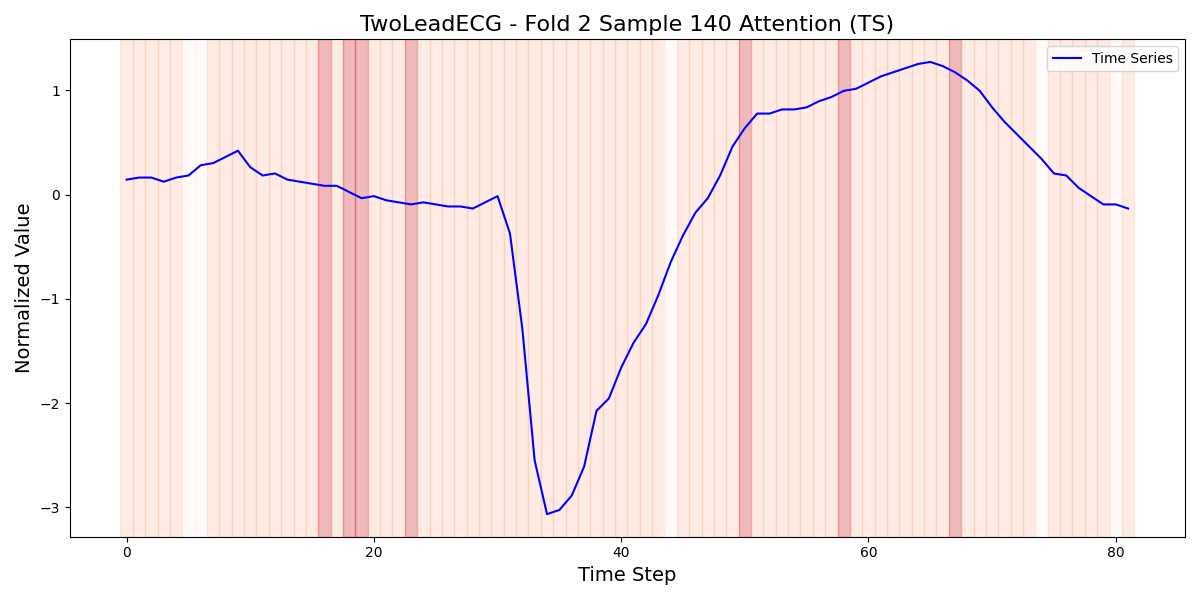 TwoLeadECG - Fold 2 Sample 140 Attention (TS)
Time Series
Normalized Value
1
0
−1
−2
−3
0 20 40 60 80
Time Step